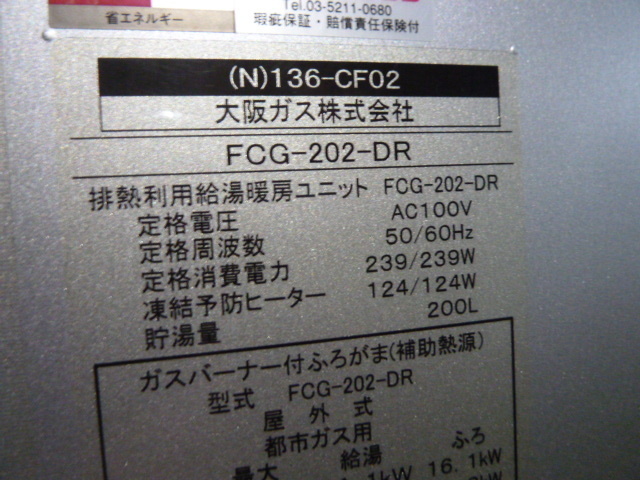 省エネルギー
Tel.03-5211-0680
瑕疵保証・賠償責任保険付
(N)136-CF02
大阪ガス株式会社
FCG-202-DR
排熱利用給湯暖房ユニット FCG-202-DR
定格電圧 AC100V
定格周波数 50/60Hz
定格消費電力 239/239W
凍結予防ヒーター 124/124W
貯湯量 200L
ガスバーナー付ふろがま(補助熱源)
型式 FCG-202-DR
屋外式
都市ガス用
給湯 ふろ
最大 16.1kW